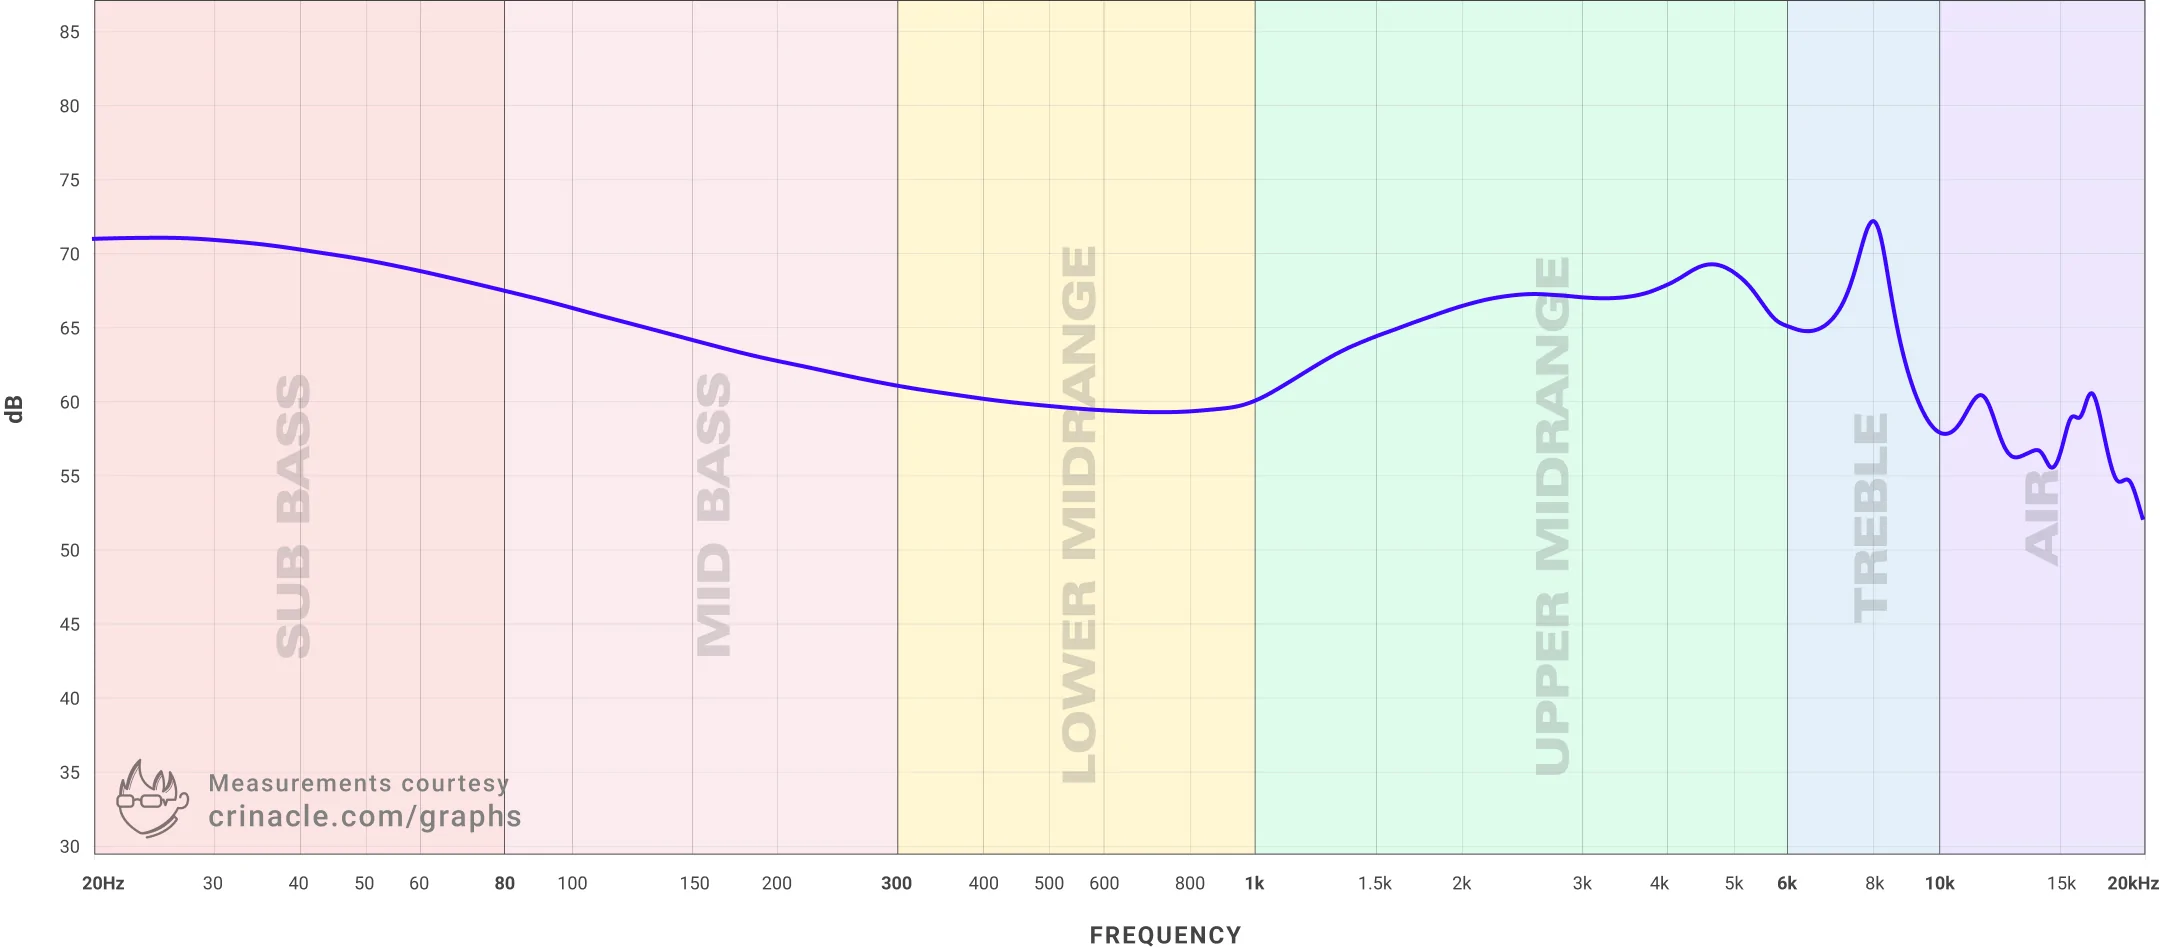 85
80
75
70
65
60
55
50
45
40
35
30
dB
SUB BASS
MID BASS
LOWER MIDRANGE
UPPER MIDRANGE
TREBLE
AIR
Measurements courtesy
crinacle.com/graphs
20Hz 30 40 50 60 80 100 150 200 300 400 500 600 800 1k 1.5k 2k 3k 4k 5k 6k 8k 10k 15k 20kHz
FREQUENCY